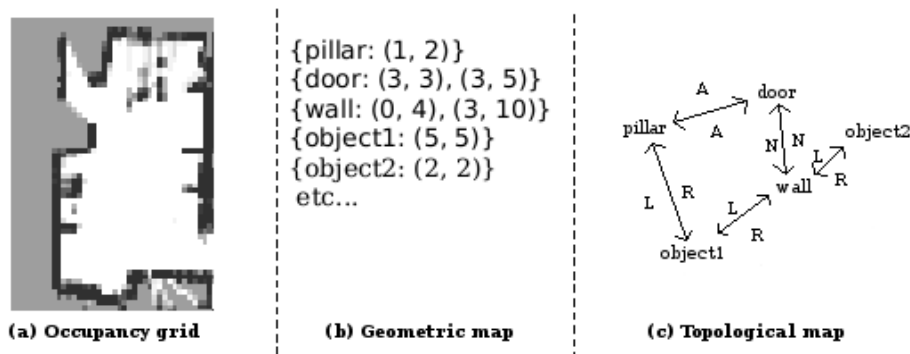 {pillar: (1, 2)}
{door: (3, 3), (3, 5)}
{wall: (0, 4), (3, 10)}
{object1: (5, 5)}
{object2: (2, 2)}
etc...
A
door
pillar
A
object2
N N
L
wall
R
L
R
L
R
object1
(a) Occupancy grid
(b) Geometric map
(c) Topological map